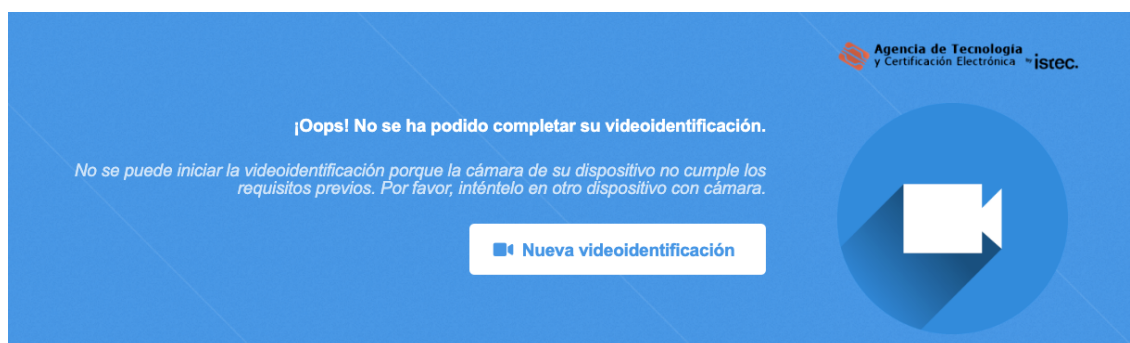 Agencia de Tecnología
y Certificación Electrónica by istec.
¡Oops! No se ha podido completar su videoidentificación.
No se puede iniciar la videoidentificación porque la cámara de su dispositivo no cumple los
requisitos previos. Por favor, inténtelo en otro dispositivo con cámara.
Nueva videoidentificación